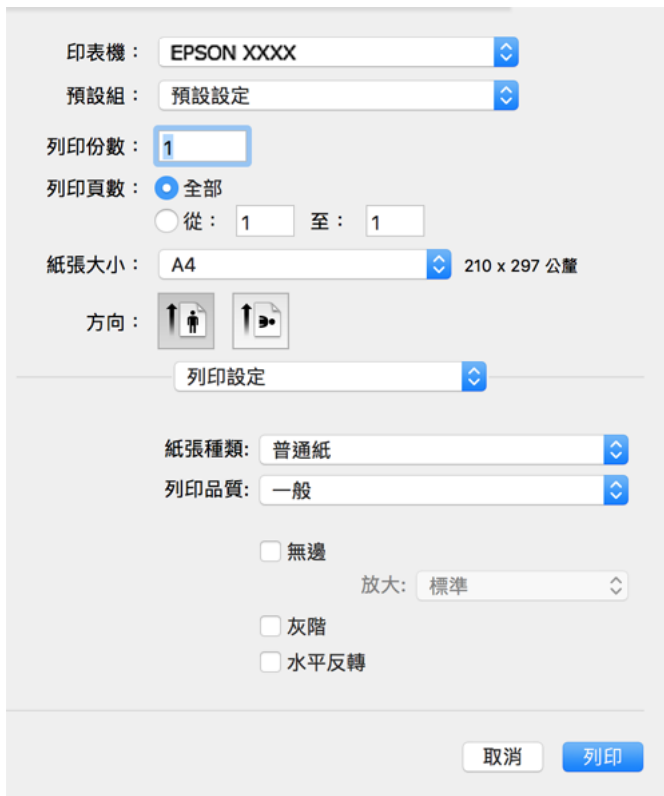 印表機： EPSON XXXX
預設組： 預設設定
列印份數： 1
列印頁數： 全部
從： 1 至： 1
紙張大小： A4 210 x 297 公釐
方向：
列印設定
紙張種類: 普通紙
列印品質: 一般
無邊
放大: 標準
灰階
水平反轉
取消 列印